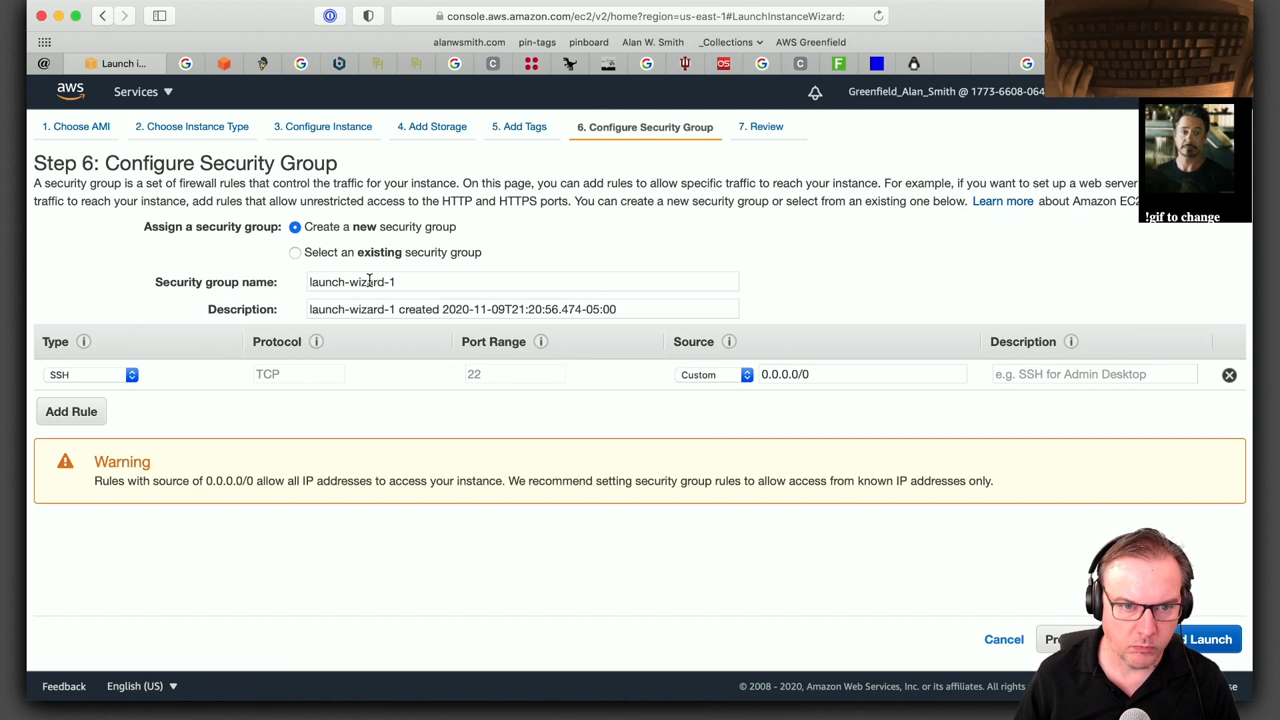 console.aws.amazon.com/ec2/v2/home?region=us-east-1#LaunchInstanceWizard:
alanwsmith.com pin-tags pinboard Alan W. Smith _Collections AWS Greenfield
@ Launch i...
aws Services Greenfield_Alan_Smith @ 1773-6608-064
1. Choose AMI 2. Choose Instance Type 3. Configure Instance 4. Add Storage 5. Add Tags 6. Configure Security Group 7. Review
Step 6: Configure Security Group
A security group is a set of firewall rules that control the traffic for your instance. On this page, you can add rules to allow specific traffic to reach your instance. For example, if you want to set up a web server
traffic to reach your instance, add rules that allow unrestricted access to the HTTP and HTTPS ports. You can create a new security group or select from an existing one below. Learn more about Amazon EC2
!gif to change
Assign a security group: Create a new security group
Select an existing security group
Security group name: launch-wizard-1
Description: launch-wizard-1 created 2020-11-09T21:20:56.474-05:00
Type Protocol Port Range Source Description
SSH TCP 22 Custom 0.0.0.0/0 e.g. SSH for Admin Desktop
Add Rule
Warning
Rules with source of 0.0.0.0/0 allow all IP addresses to access your instance. We recommend setting security group rules to allow access from known IP addresses only.
Cancel Launch
Feedback English (US) © 2008 - 2020, Amazon Web Services, Inc. or its affiliates. All rights